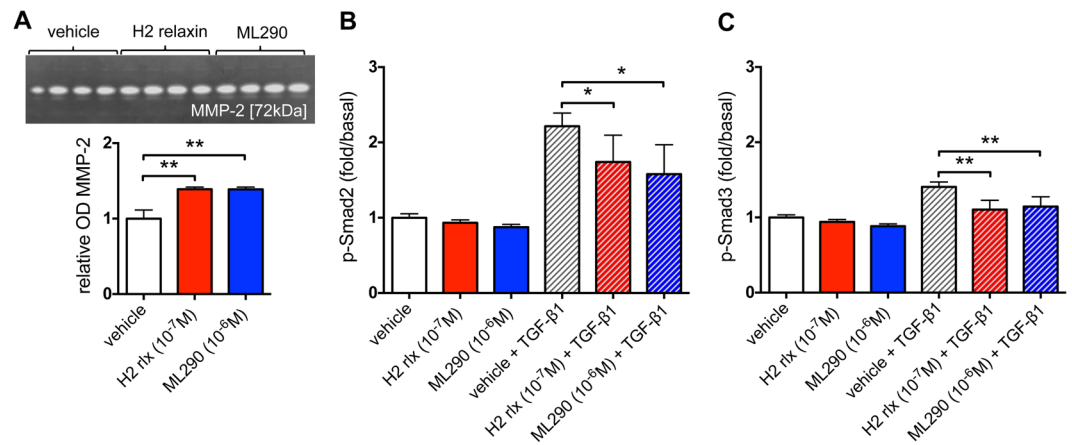 A
vehicle
H2 relaxin
ML290
MMP-2 [72kDa]
relative OD MMP-2
2
1
0
**
**
vehicle
H2 rlx (10⁻⁷M)
ML290 (10⁻⁶M)
B
p-Smad2 (fold/basal)
3
2
1
0
*
*
vehicle
H2 rlx (10⁻⁷M)
ML290 (10⁻⁶M)
vehicle + TGF-β1
H2 rlx (10⁻⁷M) + TGF-β1
ML290 (10⁻⁶M) + TGF-β1
C
p-Smad3 (fold/basal)
3
2
1
0
**
**
vehicle
H2 rlx (10⁻⁷M)
ML290 (10⁻⁶M)
vehicle + TGF-β1
H2 rlx (10⁻⁷M) + TGF-β1
ML290 (10⁻⁶M) + TGF-β1